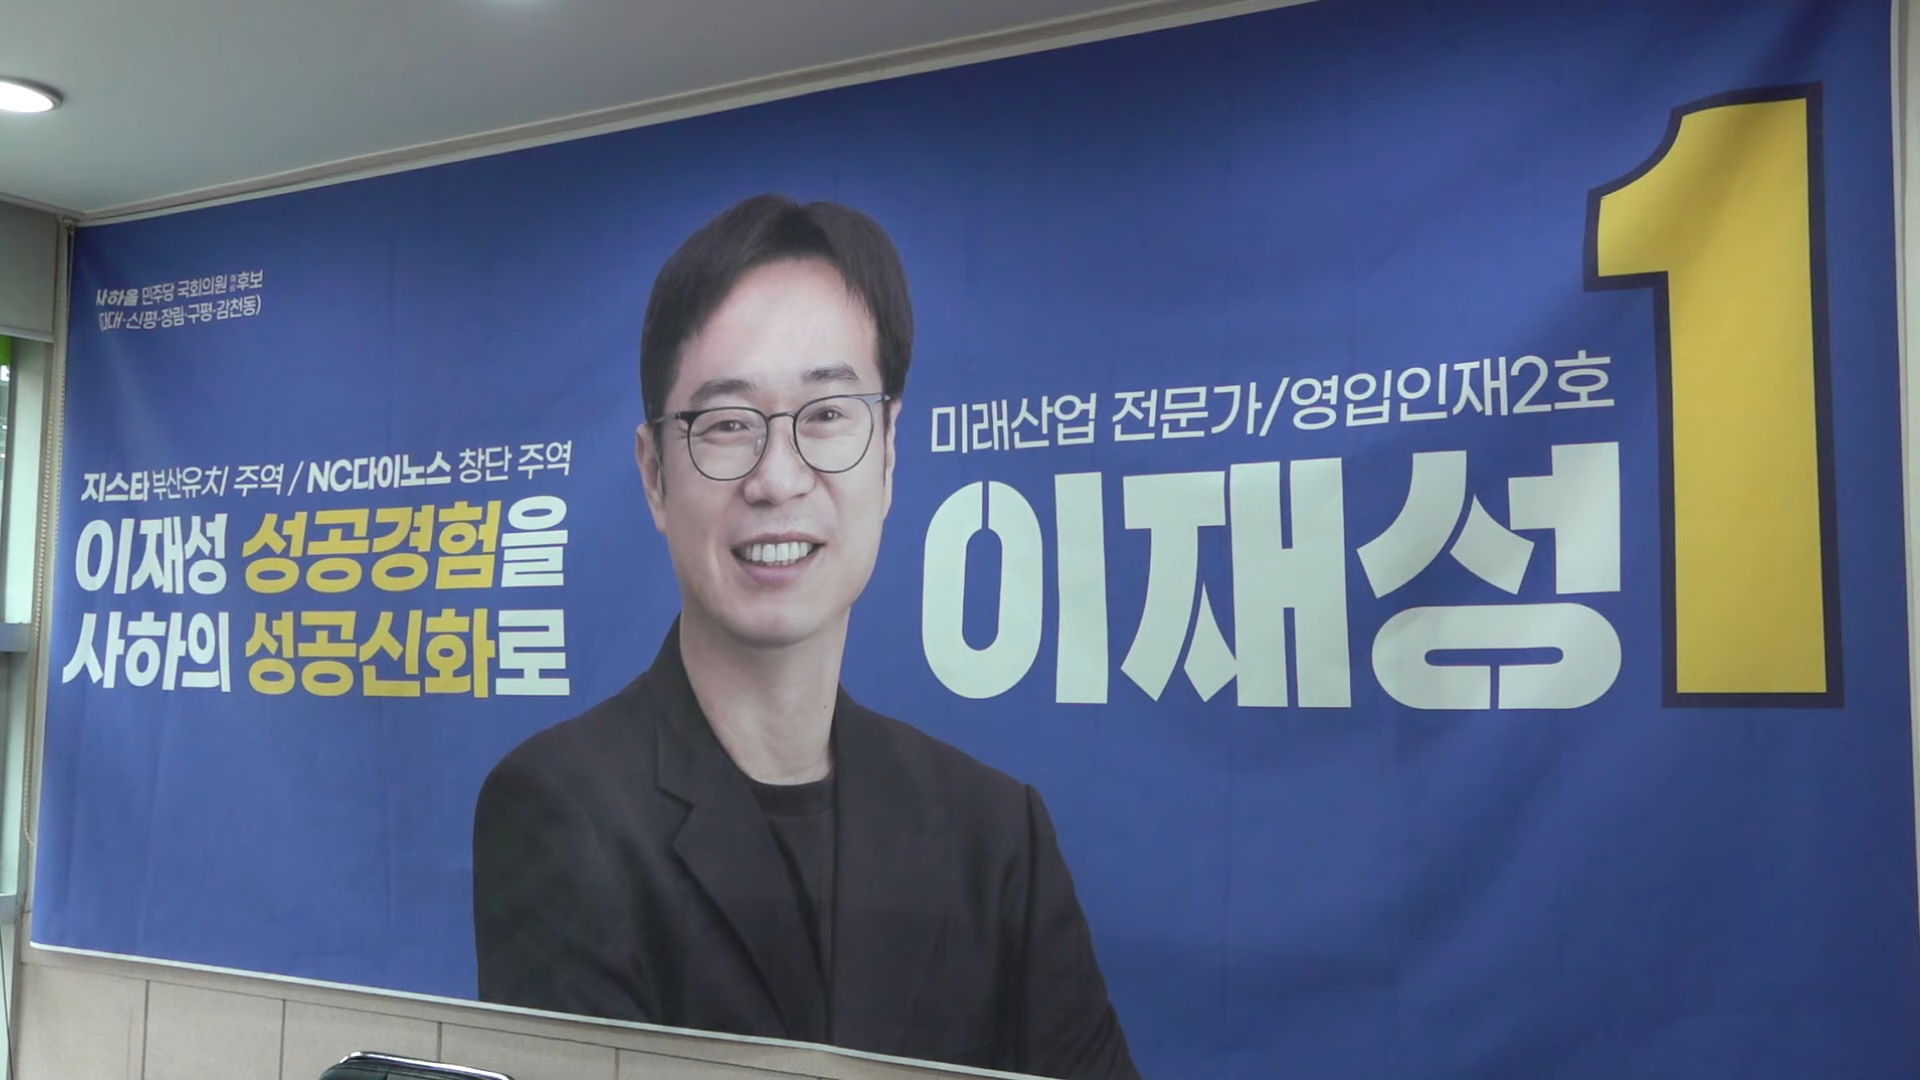 사하을 민주당 국회의원 예비 후보
(다대·신평·장림·구평·감천동)
지스타 부산유치 주역 / NC다이노스 창단 주역
이재성 성공경험을
사하의 성공신화로
미래산업 전문가/영입인재2호
이재성
1